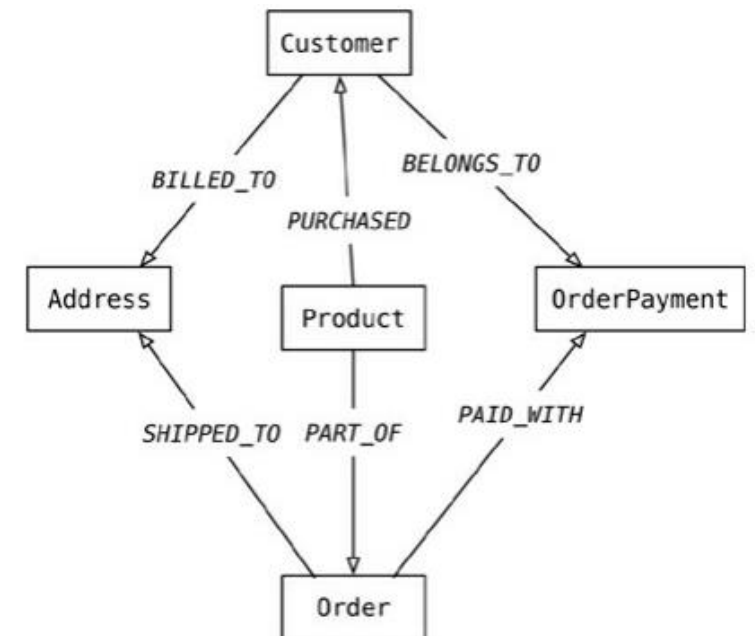 Customer
BILLED_TO
BELONGS_TO
PURCHASED
Address
Product
OrderPayment
SHIPPED_TO
PART_OF
PAID_WITH
Order